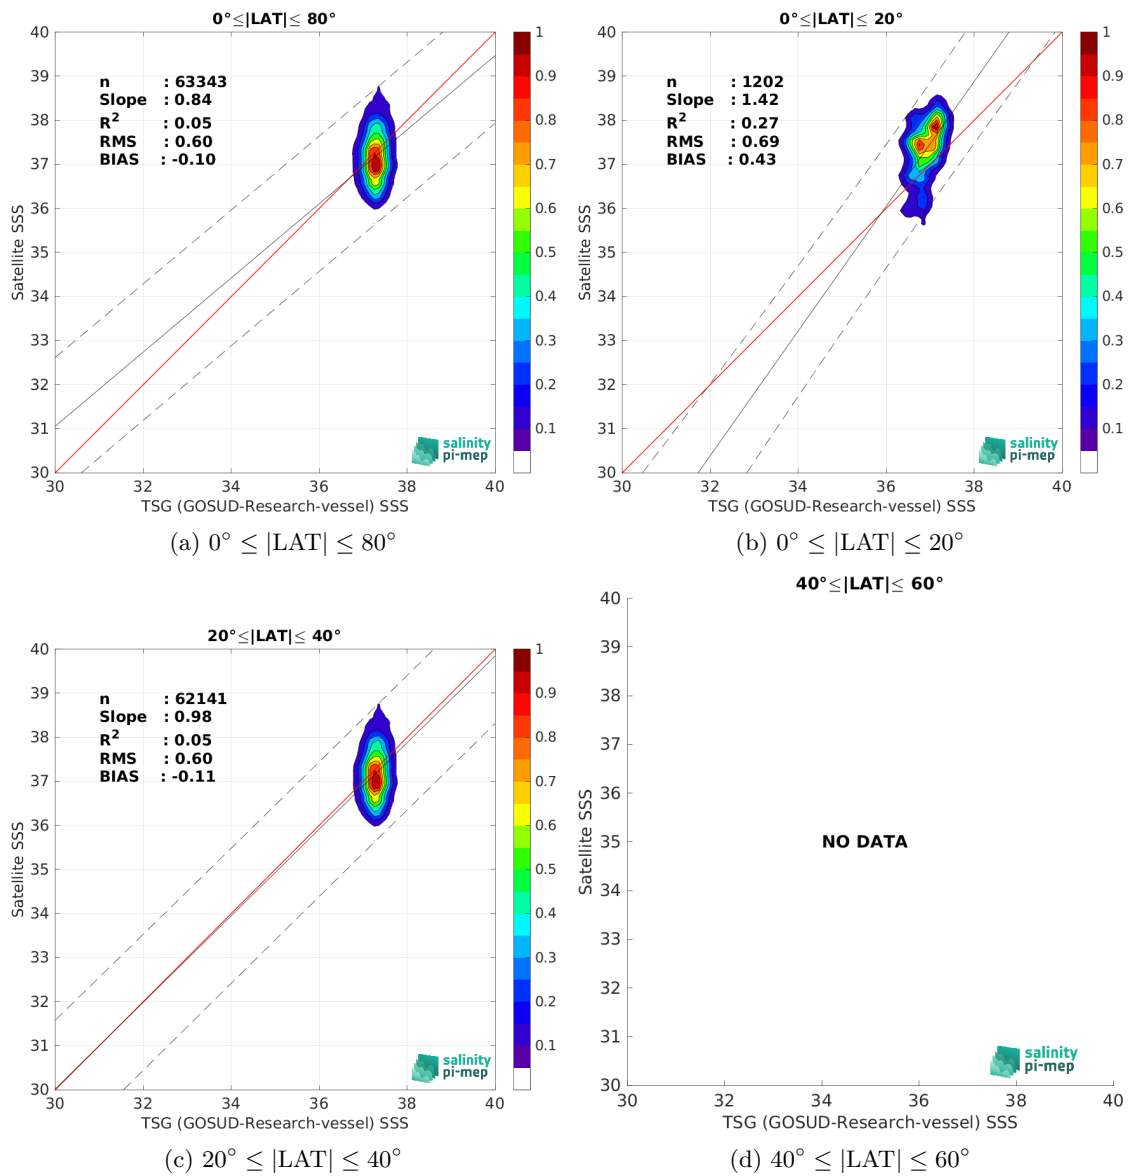 0°≤|LAT|≤ 80°
40
39
38
37
36
35
34
33
32
31
30
Satellite SSS
n : 63343
Slope : 0.84
R² : 0.05
RMS : 0.60
BIAS : -0.10
salinity
pi-mep
30 32 34 36 38 40
TSG (GOSUD-Research-vessel) SSS
1
0.9
0.8
0.7
0.6
0.5
0.4
0.3
0.2
0.1
(a) 0° ≤ |LAT| ≤ 80°
0°≤|LAT|≤ 20°
40
39
38
37
36
35
34
33
32
31
30
Satellite SSS
n : 1202
Slope : 1.42
R² : 0.27
RMS : 0.69
BIAS : 0.43
salinity
pi-mep
30 32 34 36 38 40
TSG (GOSUD-Research-vessel) SSS
1
0.9
0.8
0.7
0.6
0.5
0.4
0.3
0.2
0.1
(b) 0° ≤ |LAT| ≤ 20°
20°≤|LAT|≤ 40°
40
39
38
37
36
35
34
33
32
31
30
Satellite SSS
n : 62141
Slope : 0.98
R² : 0.05
RMS : 0.60
BIAS : -0.11
salinity
pi-mep
30 32 34 36 38 40
TSG (GOSUD-Research-vessel) SSS
1
0.9
0.8
0.7
0.6
0.5
0.4
0.3
0.2
0.1
(c) 20° ≤ |LAT| ≤ 40°
40°≤|LAT|≤ 60°
40
39
38
37
36
35
34
33
32
31
30
Satellite SSS
NO DATA
salinity
pi-mep
30 32 34 36 38 40
TSG (GOSUD-Research-vessel) SSS
(d) 40° ≤ |LAT| ≤ 60°